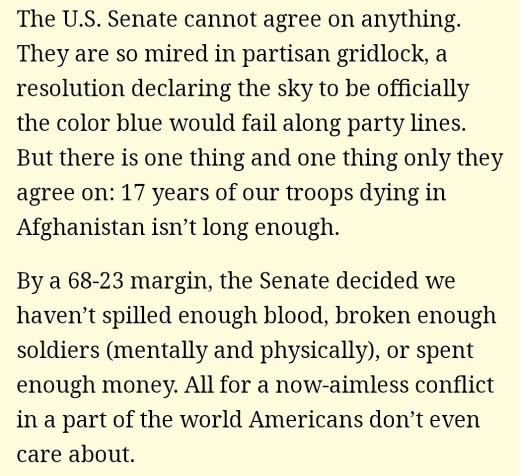 The U.S. Senate cannot agree on anything.
They are so mired in partisan gridlock, a
resolution declaring the sky to be officially
the color blue would fail along party lines.
But there is one thing and one thing only they
agree on: 17 years of our troops dying in
Afghanistan isn’t long enough.
By a 68-23 margin, the Senate decided we
haven’t spilled enough blood, broken enough
soldiers (mentally and physically), or spent
enough money. All for a now-aimless conflict
in a part of the world Americans don’t even
care about.